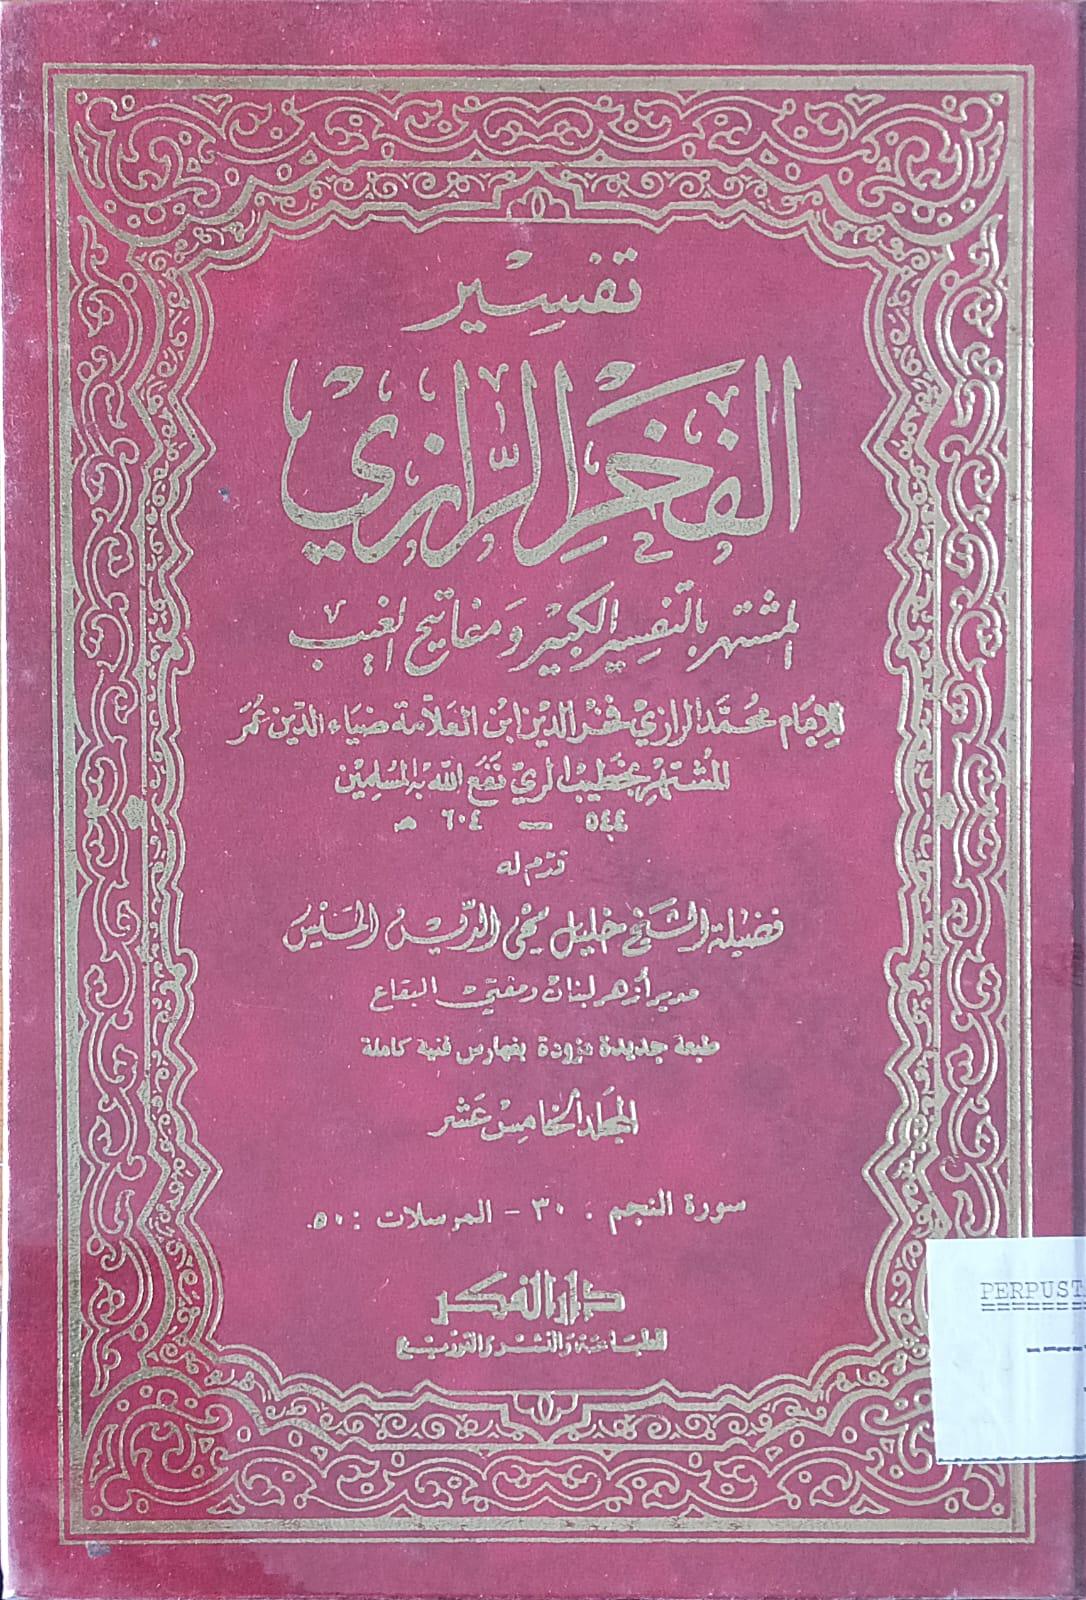 تفسير
الفخر الرازي
المشتهر بالتفسير الكبير ومفاتيح الغيب
للإمام محمد الرازي فخر الدين ابن العلامة ضياء الدين عمر
المشتهر بخطيب الري نفع الله به المسلمين
٥٤٤ — ٦٠٤ هـ
قدم له
فضيلة الشيخ خليل محي الدين الميس
مدير أزهر لبنان ومفتي البقاع
طبعة جديدة مزودة بفهارس فنية كاملة
المجلد الخامس عشر
سورة النجم : ٣٠ - المرسلات : ٥٠
دار الفكر
للطباعة والنشر والتوزيع
PERPUST